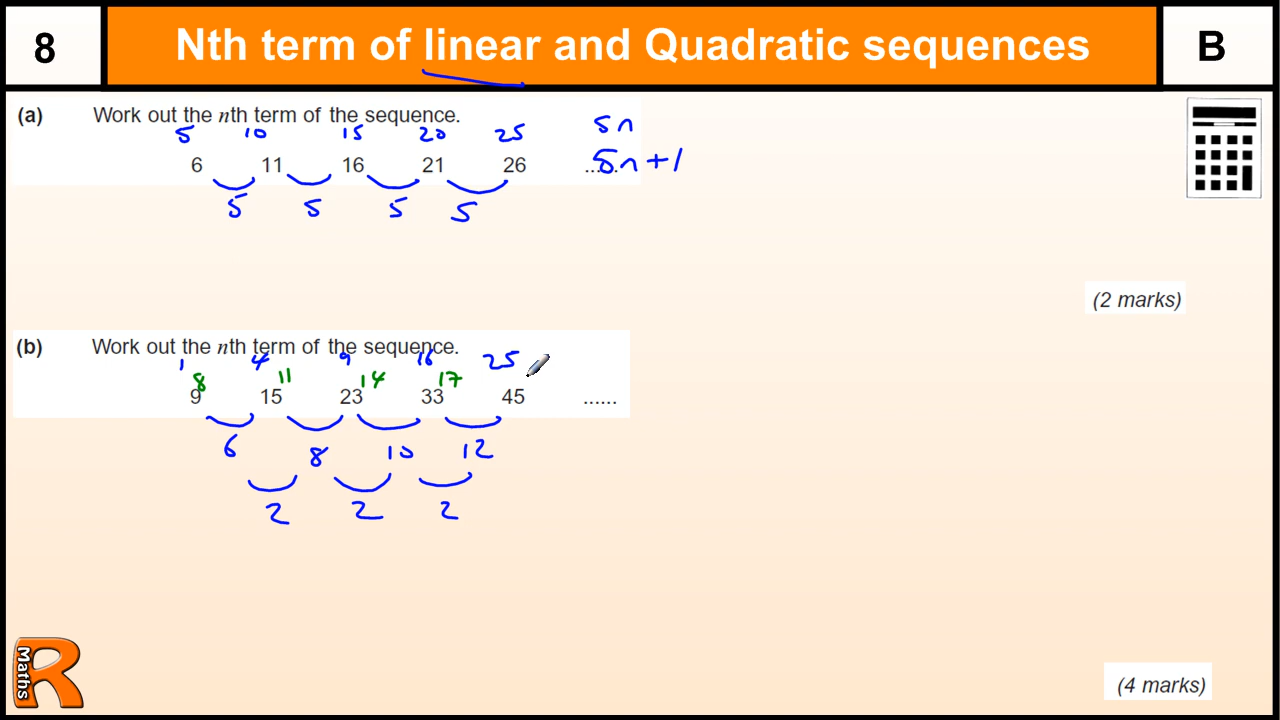 8 Nth term of linear and Quadratic sequences B
(a) Work out the nth term of the sequence.
5 10 15 20 25 5n
6 11 16 21 26 ...... 5n+1
5 5 5 5
(2 marks)
(b) Work out the nth term of the sequence.
1 4 9 16 25
8 11 14 17
9 15 23 33 45 ......
6 8 10 12
2 2 2
R Maths
(4 marks)